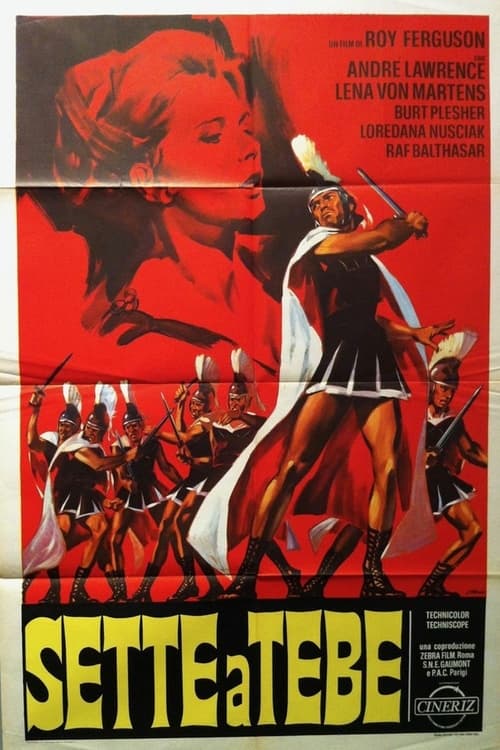 UN FILM DI ROY FERGUSON
CON
ANDRE LAWRENCE
LENA VON MARTENS
BURT PLESHER
LOREDANA NUSCIAK
RAF BALTHASAR
SETTE a TEBE
TECHNICOLOR
TECHNISCOPE
una coproduzione
ZEBRA FILM. Roma
S.N.E. GAUMONT
e P.A.C. Parigi
CINERIZ